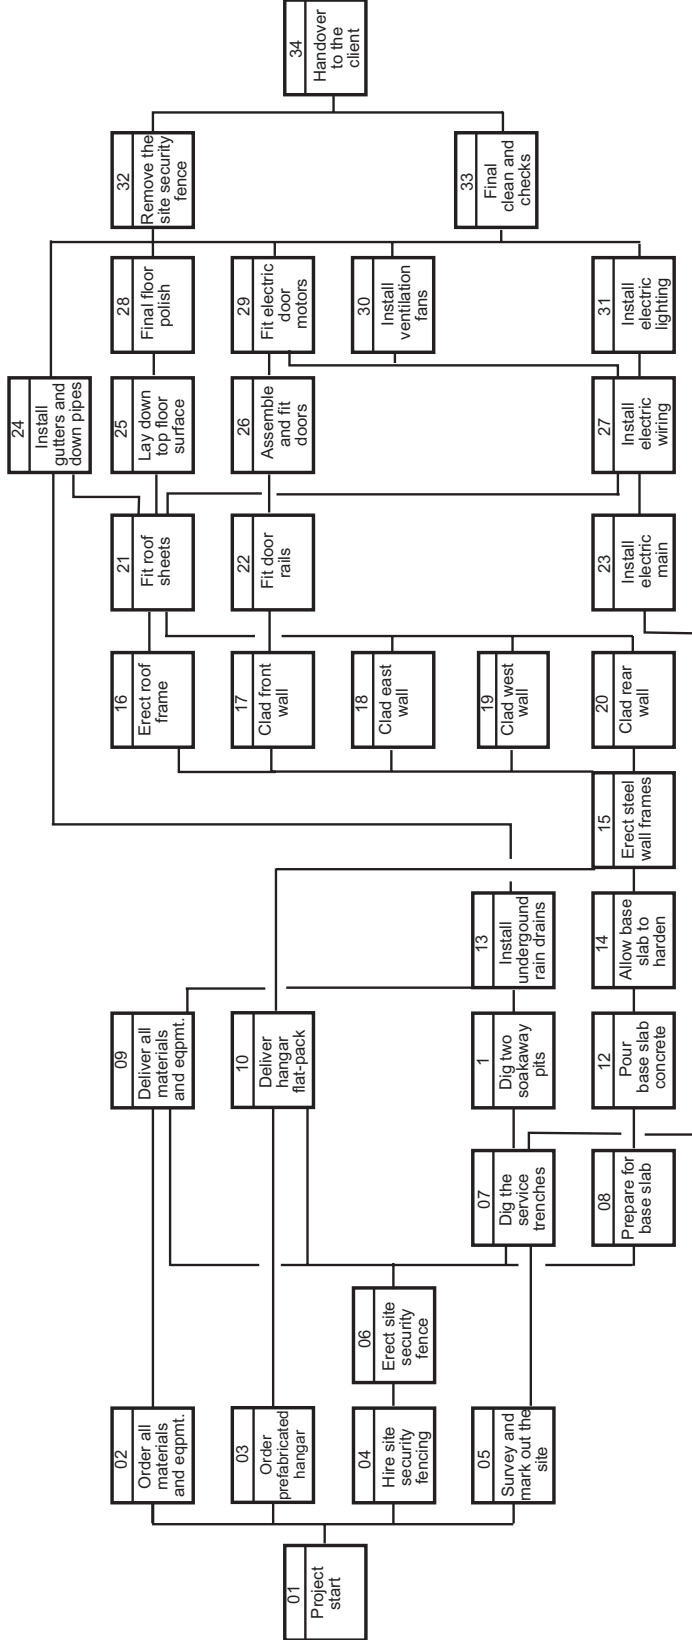 01
Project
start
02
Order all
materials
and eqpmt.
03
Order
prefabricated
hangar
04
Hire site
security
fencing
05
Survey and
mark out the
site
06
Erect site
security
fence
07
Dig the
service
trenches
08
Prepare for
base slab
09
Deliver all
materials
and eqpmt.
10
Deliver
hangar
flat-pack
1
Dig two
soakaway
pits
12
Pour
base slab
concrete
13
Install
undergound
rain drains
14
Allow base
slab to
harden
15
Erect steel
wall frames
16
Erect roof
frame
17
Clad front
wall
18
Clad east
wall
19
Clad west
wall
20
Clad rear
wall
21
Fit roof
sheets
22
Fit door
rails
23
Install
electric
main
24
Install
gutters and
down pipes
25
Lay down
top floor
surface
26
Assemble
and fit
doors
27
Install
electric
wiring
28
Final floor
polish
29
Fit electric
door
motors
30
Install
ventilation
fans
31
Install
electric
lighting
32
Remove the
site security
fence
33
Final
clean and
checks
34
Handover
to the
client